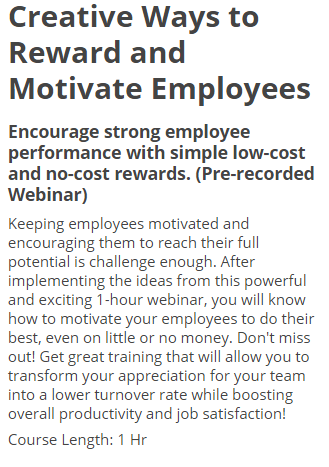 Creative Ways to
Reward and
Motivate Employees
Encourage strong employee
performance with simple low-cost
and no-cost rewards. (Pre-recorded
Webinar)
Keeping employees motivated and
encouraging them to reach their full
potential is challenge enough. After
implementing the ideas from this powerful
and exciting 1-hour webinar, you will know
how to motivate your employees to do their
best, even on little or no money. Don't miss
out! Get great training that will allow you to
transform your appreciation for your team
into a lower turnover rate while boosting
overall productivity and job satisfaction!
Course Length: 1 Hr